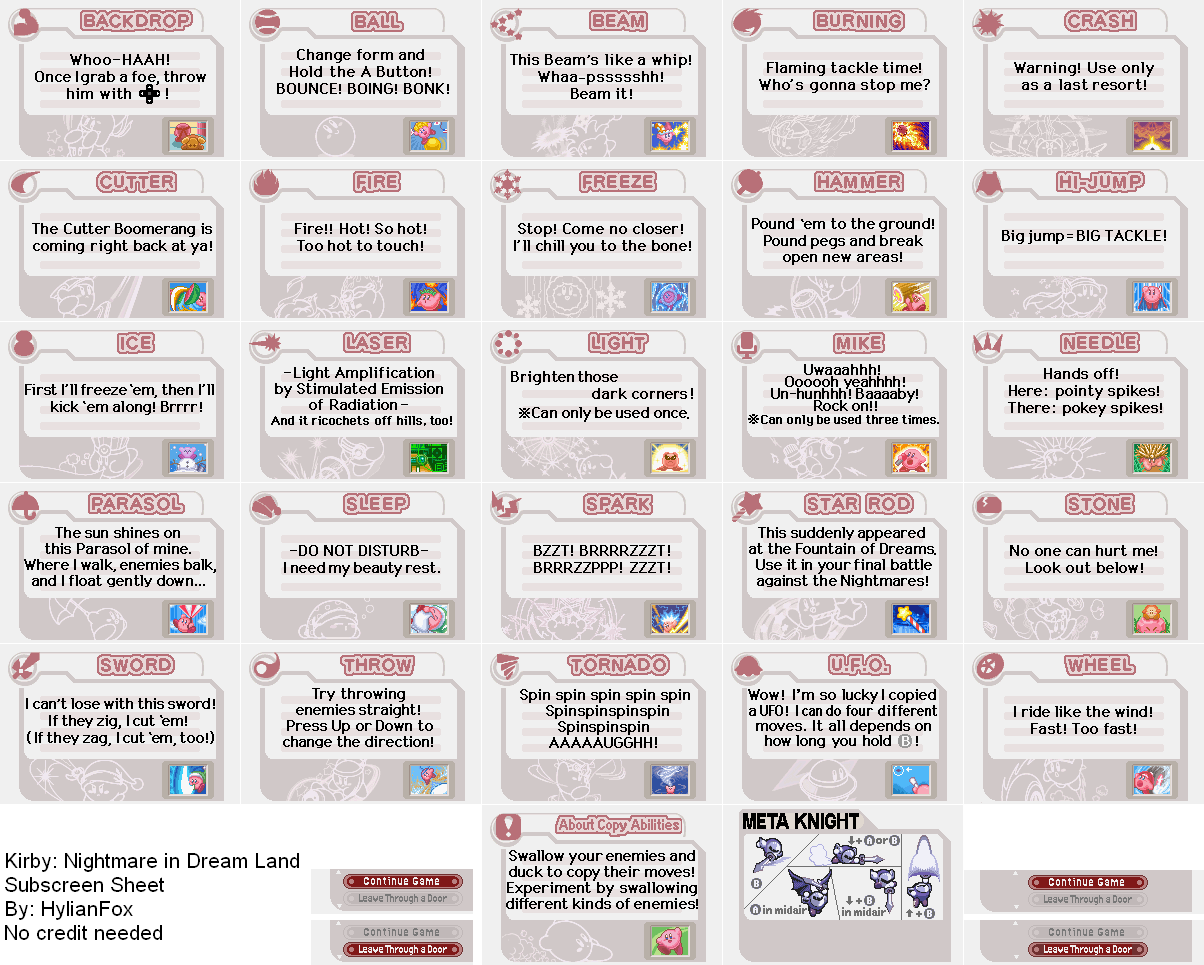 BACKDROP
Whoo-HAAH!
Once I grab a foe, throw
him with !
BALL
Change form and
Hold the A Button!
BOUNCE! BOING! BONK!
BEAM
This Beam's like a whip!
Whaa-pssssshh!
Beam it!
BURNING
Flaming tackle time!
Who's gonna stop me?
CRASH
Warning! Use only
as a last resort!
CUTTER
The Cutter Boomerang is
coming right back at ya!
FIRE
Fire!! Hot! So hot!
Too hot to touch!
FREEZE
Stop! Come no closer!
I'll chill you to the bone!
HAMMER
Pound 'em to the ground!
Pound pegs and break
open new areas!
HI-JUMP
Big jump=BIG TACKLE!
ICE
First I'll freeze 'em, then I'll
kick 'em along! Brrrr!
LASER
-Light Amplification
by Stimulated Emission
of Radiation-
And it ricochets off hills, too!
LIGHT
Brighten those
dark corners!
※Can only be used once.
MIKE
Uwaaahhh!
Oooooh yeahhhh!
Un-hunhhh! Baaaaby!
Rock on!!
※Can only be used three times.
NEEDLE
Hands off!
Here: pointy spikes!
There: pokey spikes!
PARASOL
The sun shines on
this Parasol of mine.
Where I walk, enemies balk,
and I float gently down...
SLEEP
-DO NOT DISTURB-
I need my beauty rest.
SPARK
BZZT! BRRRRZZZT!
BRRRZZPPP! ZZZT!
STAR ROD
This suddenly appeared
at the Fountain of Dreams.
Use it in your final battle
against the Nightmares!
STONE
No one can hurt me!
Look out below!
SWORD
I can't lose with this sword!
If they zig, I cut 'em!
(If they zag, I cut 'em, too!)
THROW
Try throwing
enemies straight!
Press Up or Down to
change the direction!
TORNADO
Spin spin spin spin spin
Spinspinspinspin
Spinspinspin
AAAAAUGGHH!
U.F.O.
Wow! I'm so lucky I copied
a UFO! I can do four different
moves. It all depends on
how long you hold B!
WHEEL
I ride like the wind!
Fast! Too fast!
Kirby: Nightmare in Dream Land
Subscreen Sheet
By: HylianFox
No credit needed
Continue Game
Leave Through a Door
Continue Game
Leave Through a Door
About Copy Abilities
Swallow your enemies and
duck to copy their moves!
Experiment by swallowing
different kinds of enemies!
META KNIGHT
B
↓+A or B
A in midair
↓+B
in midair
↑+B
Continue Game
Leave Through a Door
Continue Game
Leave Through a Door